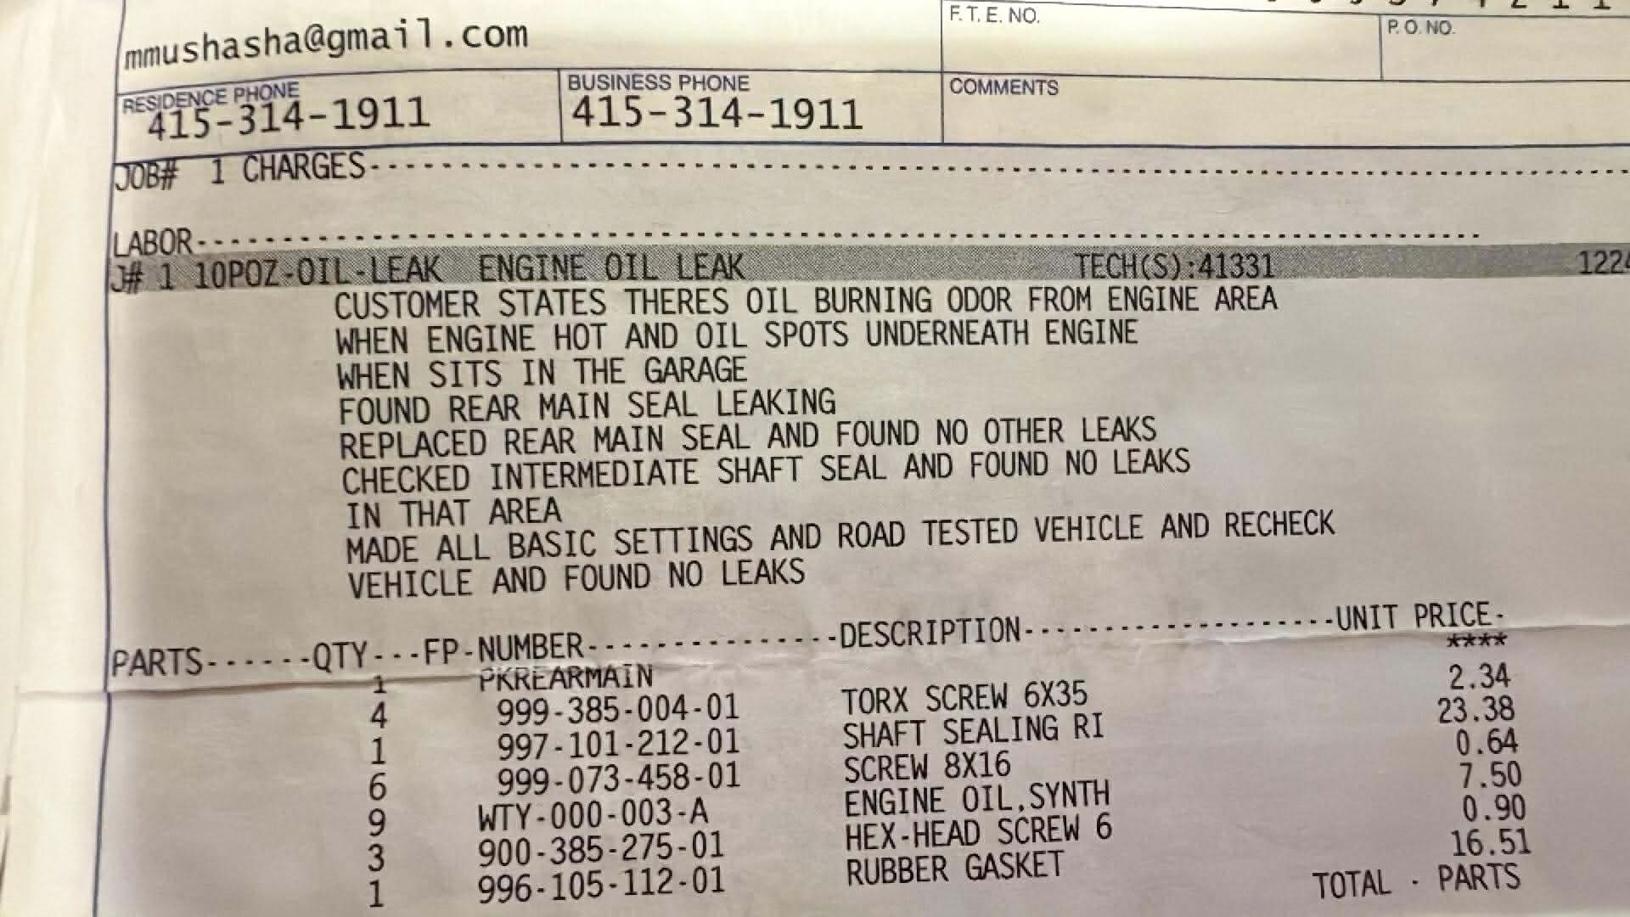 F. T. E. NO.
P. O. NO.
mmushasha@gmail.com
RESIDENCE PHONE
415-314-1911
BUSINESS PHONE
415-314-1911
COMMENTS
JOB# 1 CHARGES
LABOR
J# 1 10POZ-OIL-LEAK ENGINE OIL LEAK TECH(S):41331 1224
CUSTOMER STATES THERES OIL BURNING ODOR FROM ENGINE AREA
WHEN ENGINE HOT AND OIL SPOTS UNDERNEATH ENGINE
WHEN SITS IN THE GARAGE
FOUND REAR MAIN SEAL LEAKING
REPLACED REAR MAIN SEAL AND FOUND NO OTHER LEAKS
CHECKED INTERMEDIATE SHAFT SEAL AND FOUND NO LEAKS
IN THAT AREA
MADE ALL BASIC SETTINGS AND ROAD TESTED VEHICLE AND RECHECK
VEHICLE AND FOUND NO LEAKS
PARTS------QTY---FP-NUMBER--------------DESCRIPTION-------------------UNIT PRICE-
1 PKREARMAIN ****
4 999-385-004-01 TORX SCREW 6X35 2.34
1 997-101-212-01 SHAFT SEALING RI 23.38
6 999-073-458-01 SCREW 8X16 0.64
9 WTY-000-003-A ENGINE OIL,SYNTH 7.50
3 900-385-275-01 HEX-HEAD SCREW 6 0.90
1 996-105-112-01 RUBBER GASKET 16.51
TOTAL - PARTS